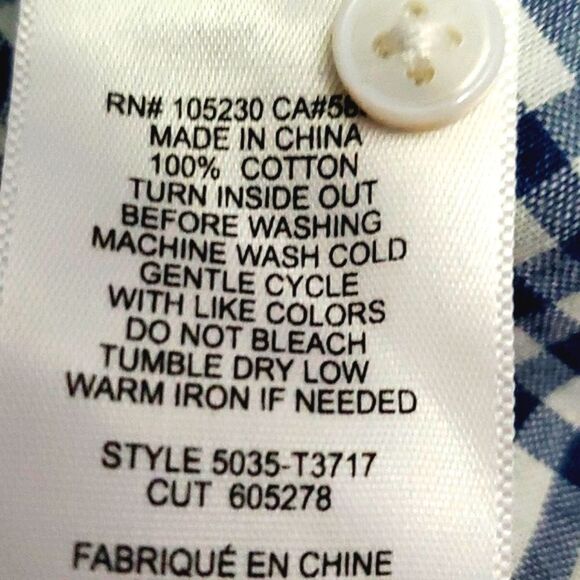 RN# 105230 CA#
MADE IN CHINA
100% COTTON
TURN INSIDE OUT
BEFORE WASHING
MACHINE WASH COLD
GENTLE CYCLE
WITH LIKE COLORS
DO NOT BLEACH
TUMBLE DRY LOW
WARM IRON IF NEEDED
STYLE 5035-T3717
CUT 605278
FABRIQUÉ EN CHINE